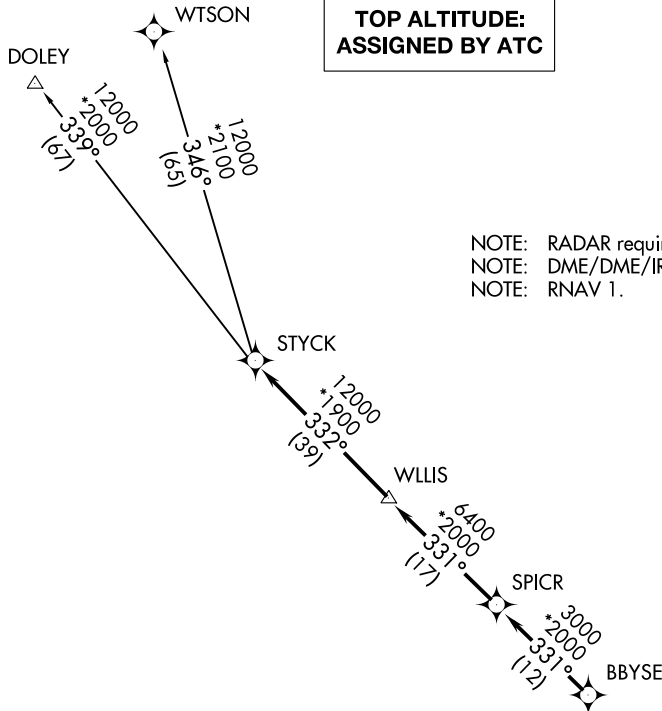 WTSON
TOP ALTITUDE:
ASSIGNED BY ATC
DOLEY
12000
*2000
339°
(67)
12000
*2100
346°
(65)
NOTE: RADAR
NOTE: DME/DME/
NOTE: RNAV 1.
STYCK
12000
*1900
332°
(39)
WLLIS
6400
*2000
331°
(17)
SPICR
3000
*2000
331°
(12)
BBYSE